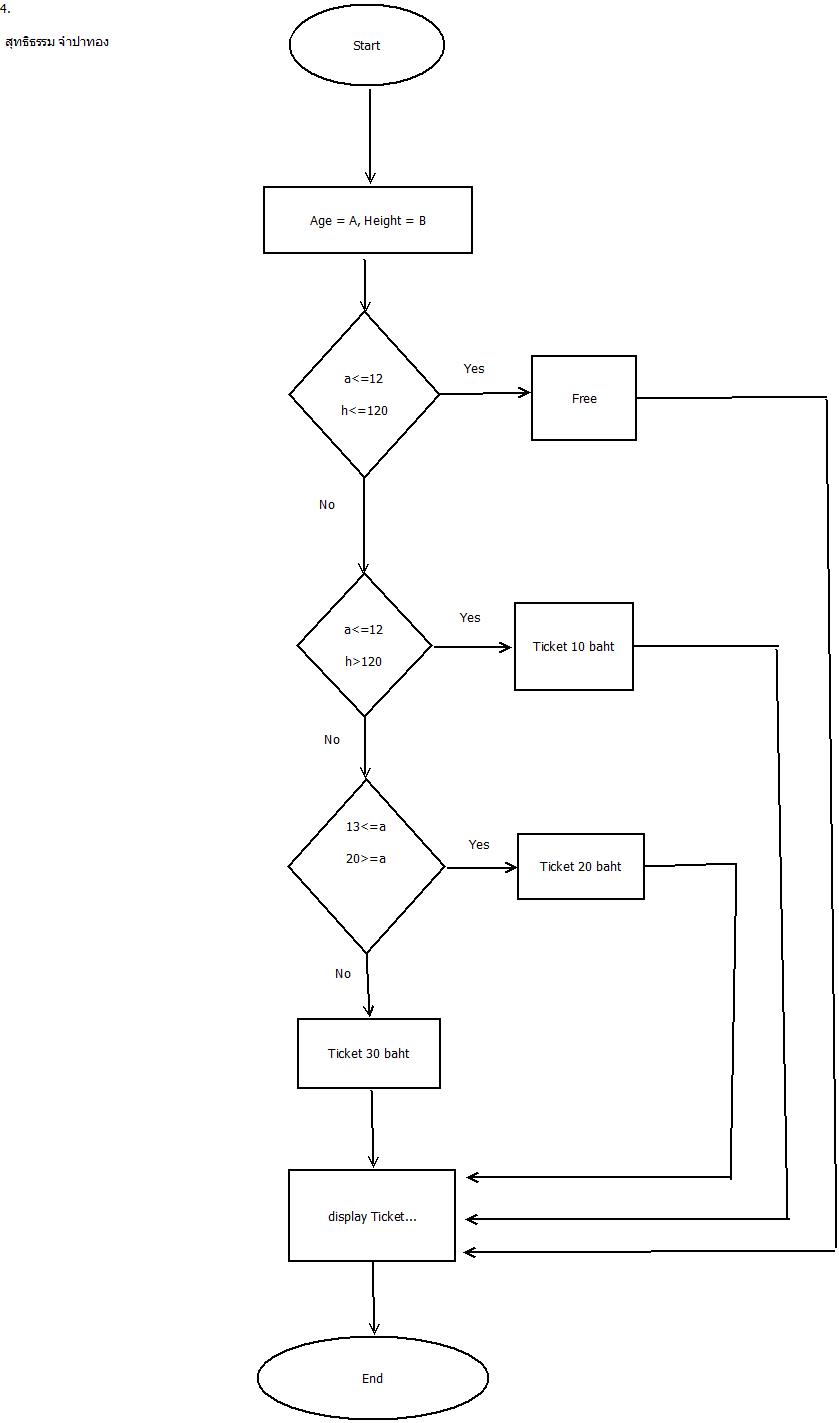 4.
สุทธิธรรม จำปาทอง
Start
Age = A, Height = B
a<=12
h<=120
Yes
Free
No
a<=12
h>120
Yes
Ticket 10 baht
No
13<=a
20>=a
Yes
Ticket 20 baht
No
Ticket 30 baht
display Ticket...
End